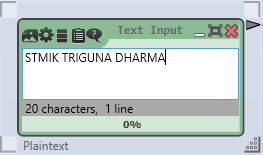 Text Input
STMIK TRIGUNA DHARMA
20 characters, 1 line
0%
Plaintext